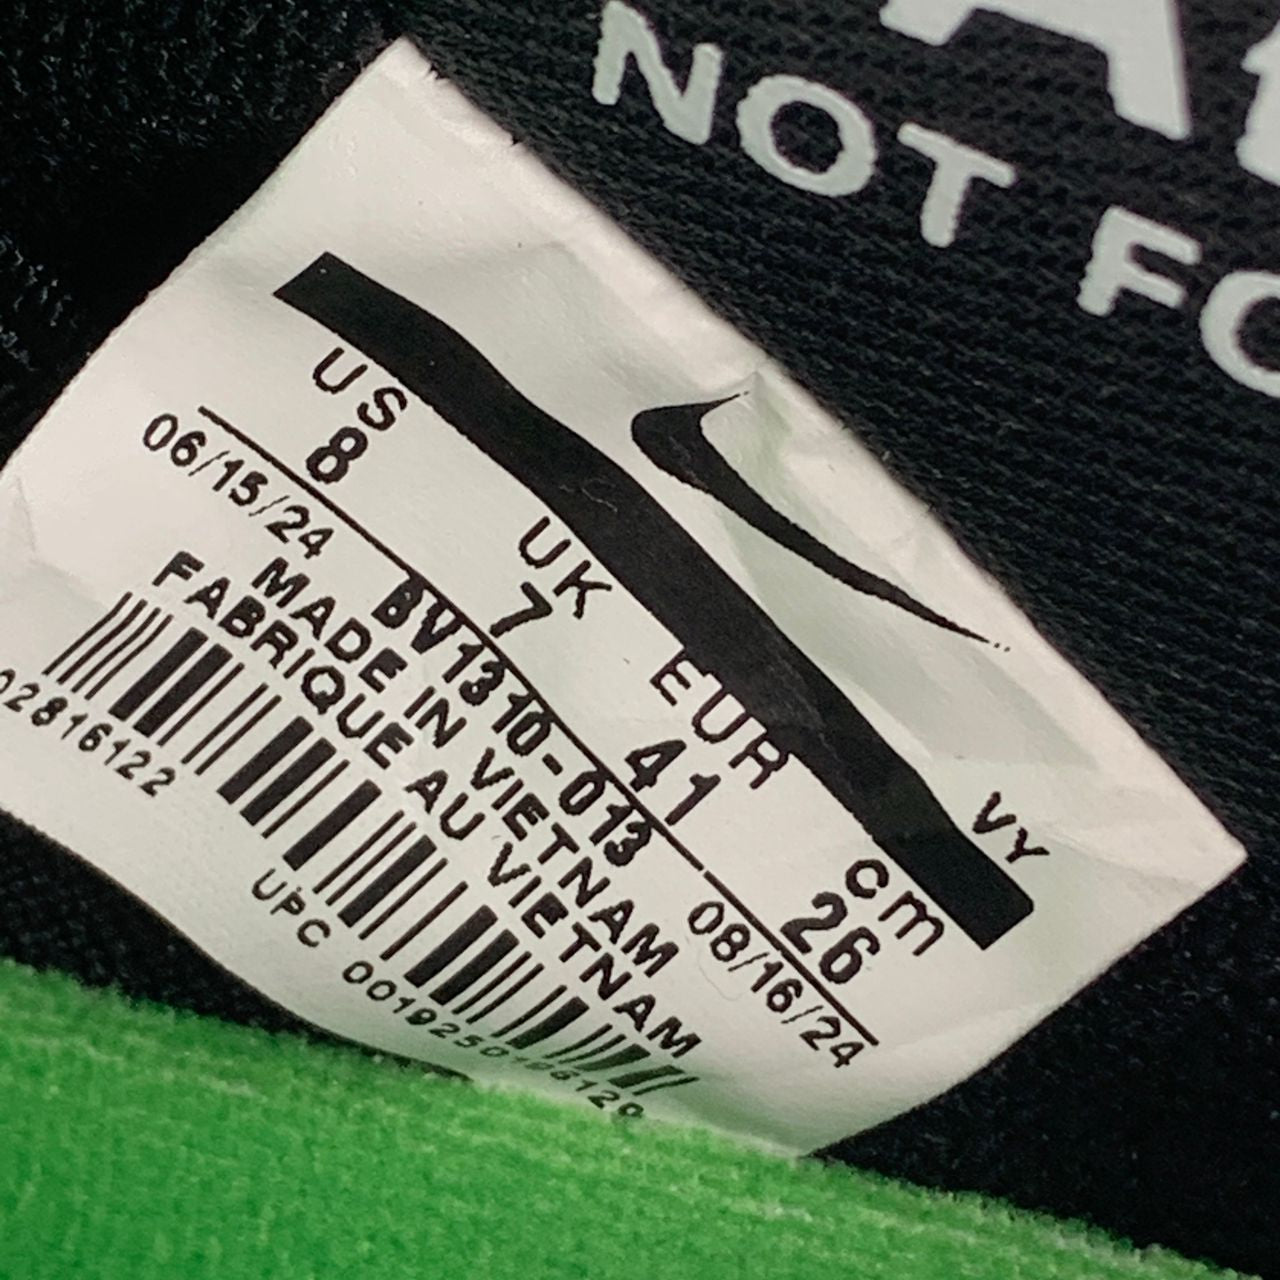 NOT FO
VY
US UK EUR cm
8 7 41 26
06/15/24 BV1310-013 08/16/24
MADE IN VIETNAM
FABRIQUE AU VIETNAM
02816122
UPC